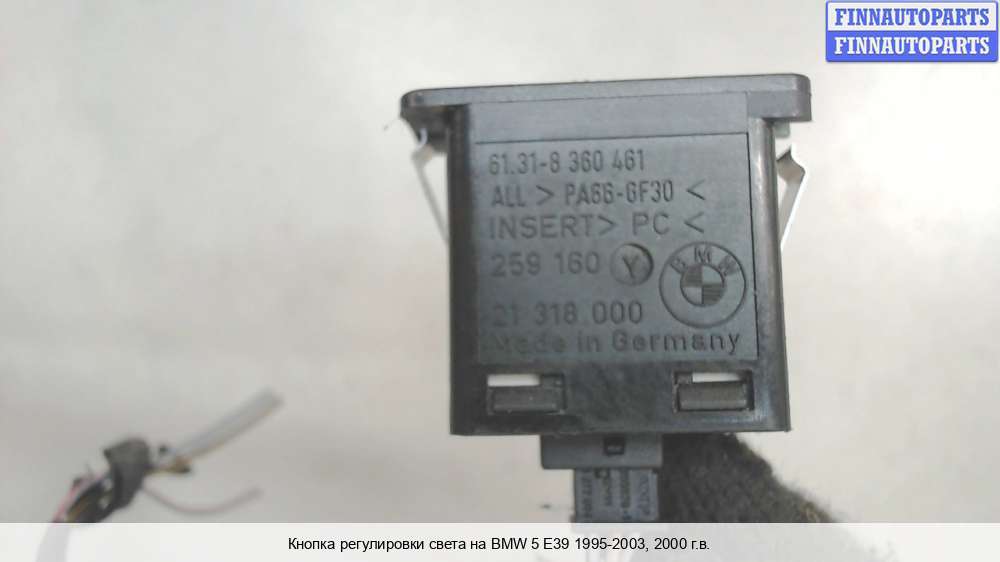 FINNAUTOPARTS
FINNAUTOPARTS
61.31-8 360 461
ALL > PA66-GF30 <
INSERT> PC <
259 160 Y
BMW
21 318.000
Made in Germany
Кнопка регулировки света на BMW 5 E39 1995-2003, 2000 г.в.